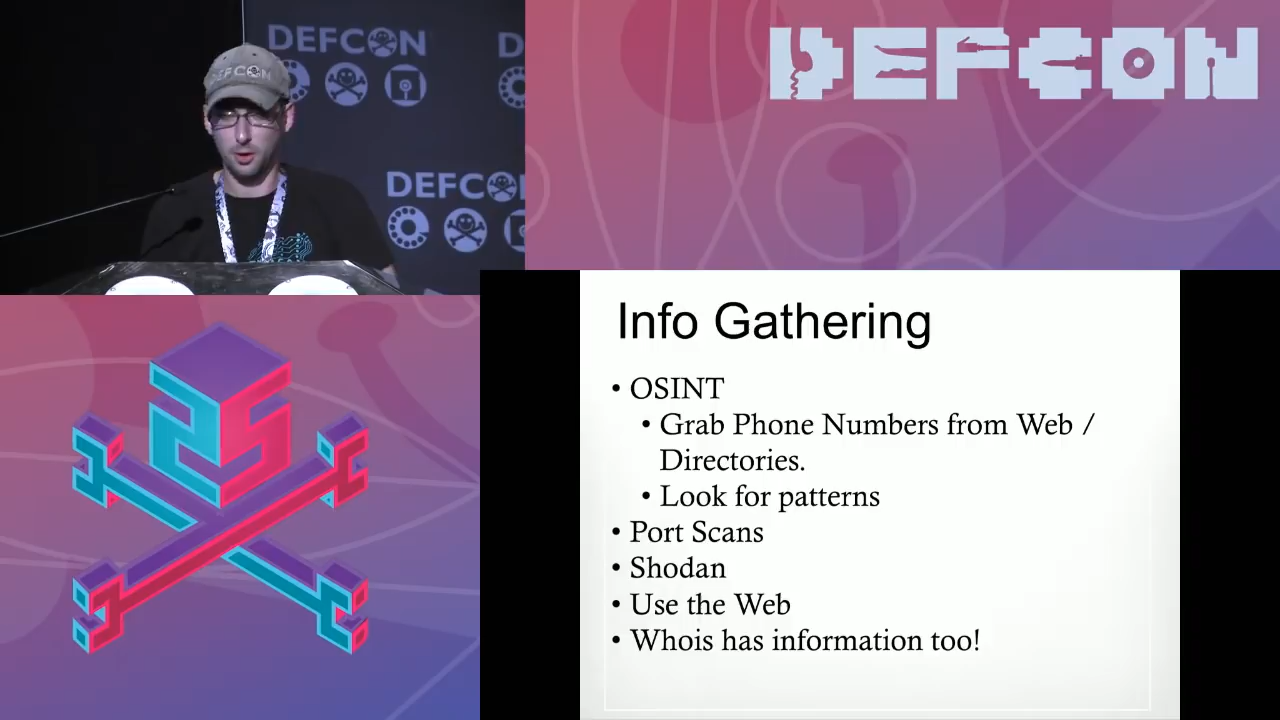 DEFCON
DEFCON
D
DEFCON
DEFCON
Info Gathering
• OSINT
• Grab Phone Numbers from Web /
Directories.
• Look for patterns
• Port Scans
• Shodan
• Use the Web
• Whois has information too!